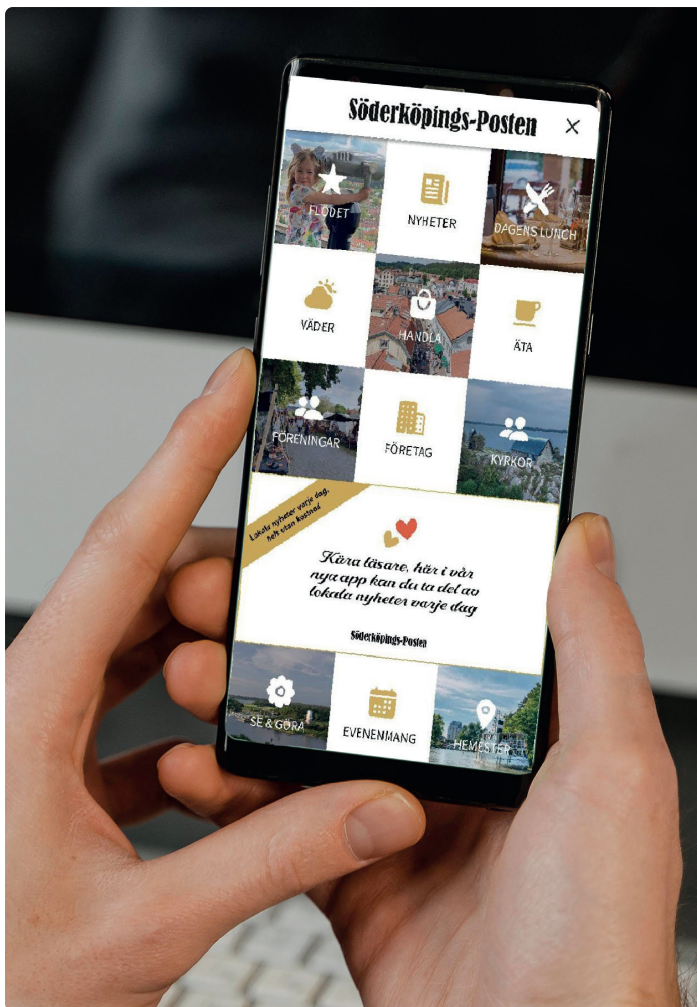 Söderköpings-Posten
FLÖDET
NYHETER
DAGENS LUNCH
VÄDER
HANDLA
ÄTA
FÖRENINGAR
FÖRETAG
KYRKOR
Lokala nyheter varje dag,
helt utan kostnad
Kära läsare, här i vår
nya app kan du ta del av
lokala nyheter varje dag
Söderköpings-Posten
SE & GÖRA
EVENENMANG
HEMESTER